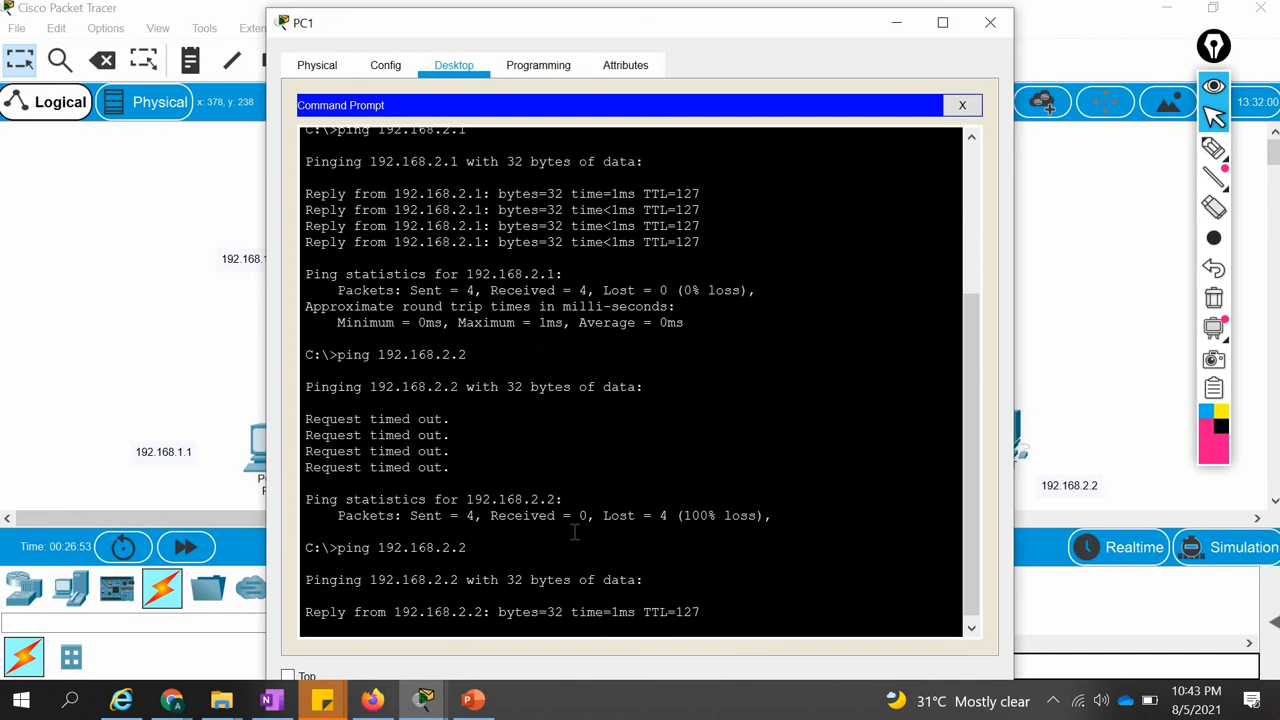 Cisco Packet Tracer
PC1
File Edit Options View Tools Exten
Physical Config Desktop Programming Attributes
Logical Physical x: 378, y: 238
13:32:00
Command Prompt X
C:\>ping 192.168.2.1
Pinging 192.168.2.1 with 32 bytes of data:
Reply from 192.168.2.1: bytes=32 time=1ms TTL=127
Reply from 192.168.2.1: bytes=32 time<1ms TTL=127
Reply from 192.168.2.1: bytes=32 time<1ms TTL=127
Reply from 192.168.2.1: bytes=32 time<1ms TTL=127
Ping statistics for 192.168.2.1:
Packets: Sent = 4, Received = 4, Lost = 0 (0% loss),
Approximate round trip times in milli-seconds:
Minimum = 0ms, Maximum = 1ms, Average = 0ms
C:\>ping 192.168.2.2
Pinging 192.168.2.2 with 32 bytes of data:
Request timed out.
Request timed out.
Request timed out.
Request timed out.
Ping statistics for 192.168.2.2:
Packets: Sent = 4, Received = 0, Lost = 4 (100% loss),
C:\>ping 192.168.2.2
Pinging 192.168.2.2 with 32 bytes of data:
Reply from 192.168.2.2: bytes=32 time=1ms TTL=127
Top
192.168.
192.168.1.1
192.168.2.2
Time: 00:26:53
Realtime Simulation
31°C Mostly clear
10:43 PM
8/5/2021